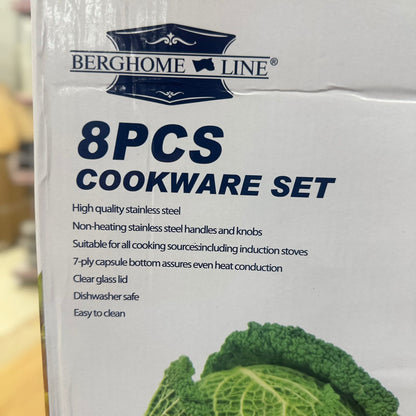 BERGHOME LINE®
8PCS
COOKWARE SET
High quality stainless steel
Non-heating stainless steel handles and knobs
Suitable for all cooking sources:including induction stoves
7-ply capsule bottom assures even heat conduction
Clear glass lid
Dishwasher safe
Easy to clean